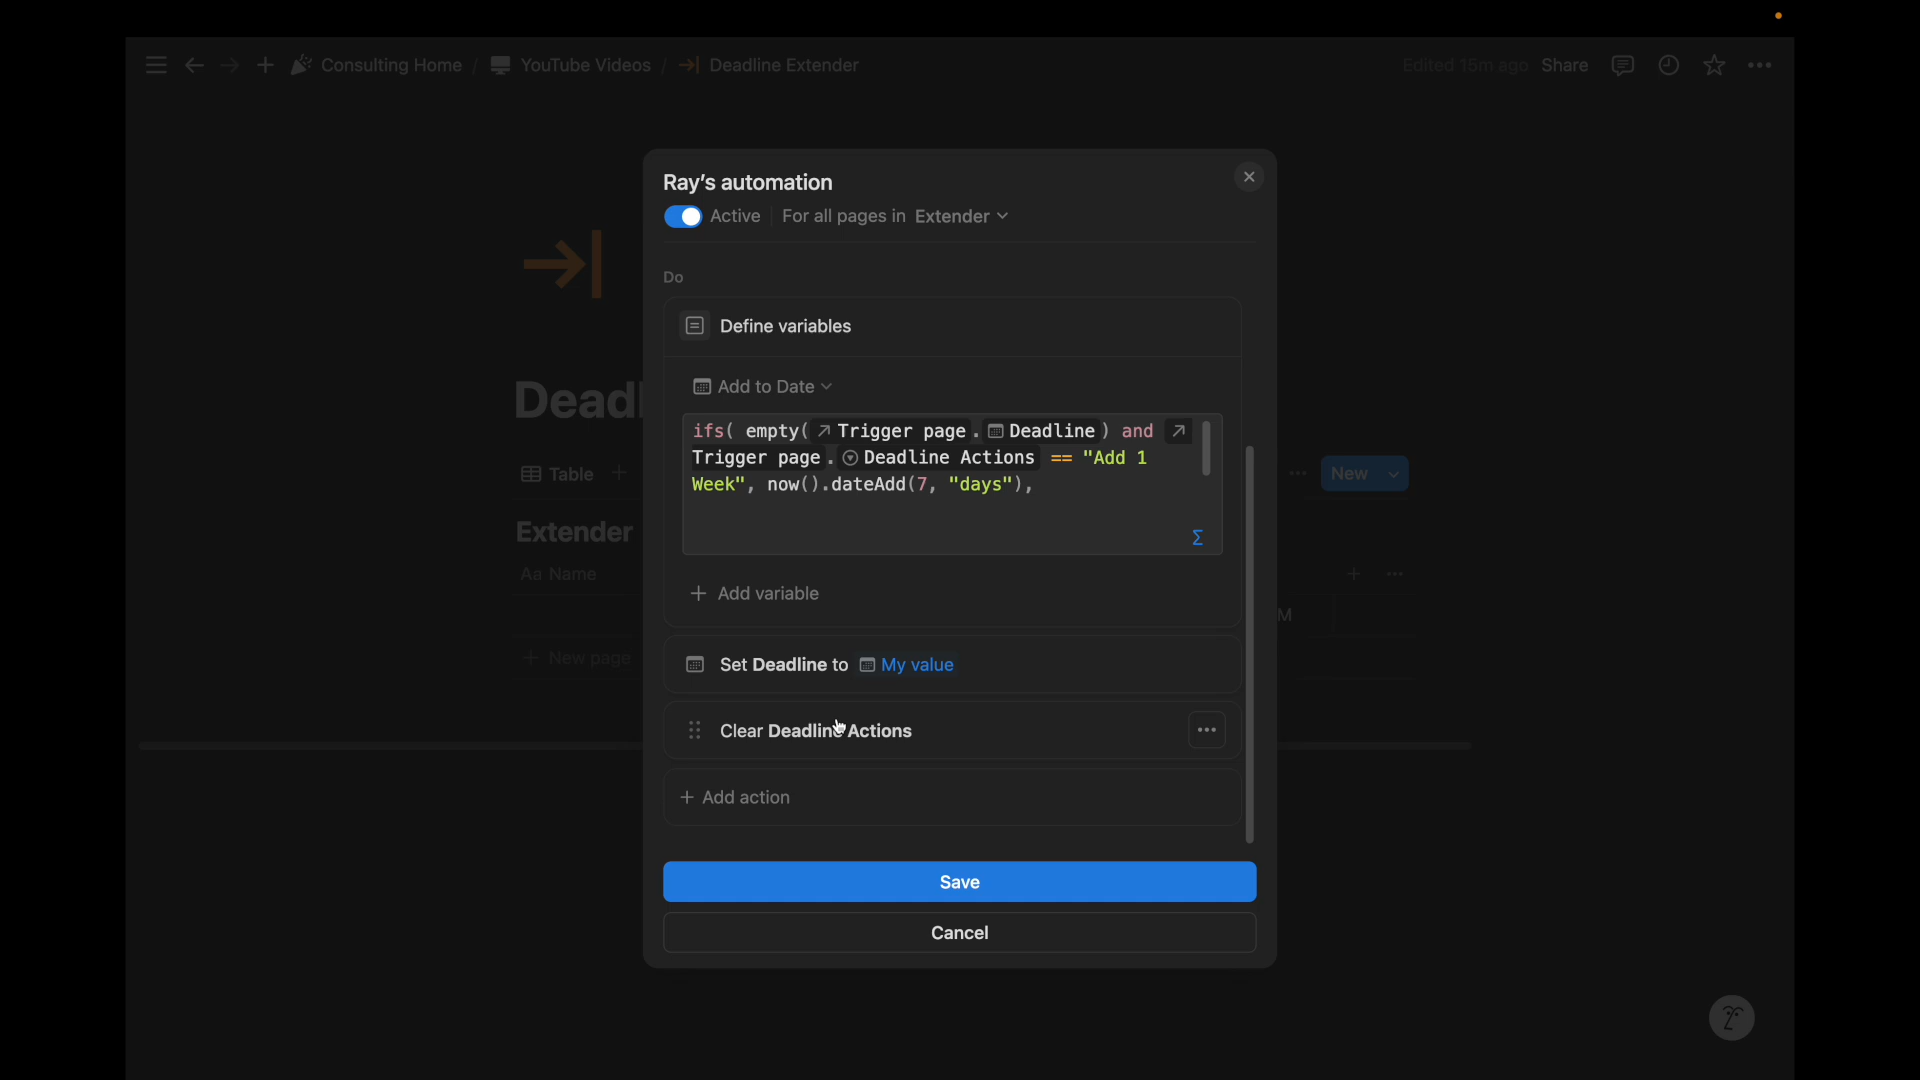 Consulting Home / YouTube Videos / Deadline Extender
Edited 15m ago Share
Ray's automation
Active For all pages in Extender
Do
Define variables
Add to Date
ifs( empty( Trigger page . Deadline ) and
Trigger page . Deadline Actions == "Add 1
Week", now().dateAdd(7, "days"),
Σ
+ Add variable
Set Deadline to My value
Clear Deadline Actions
+ Add action
Save
Cancel
Deadl
Table +
New
Extender
Aa Name
M
+ New page